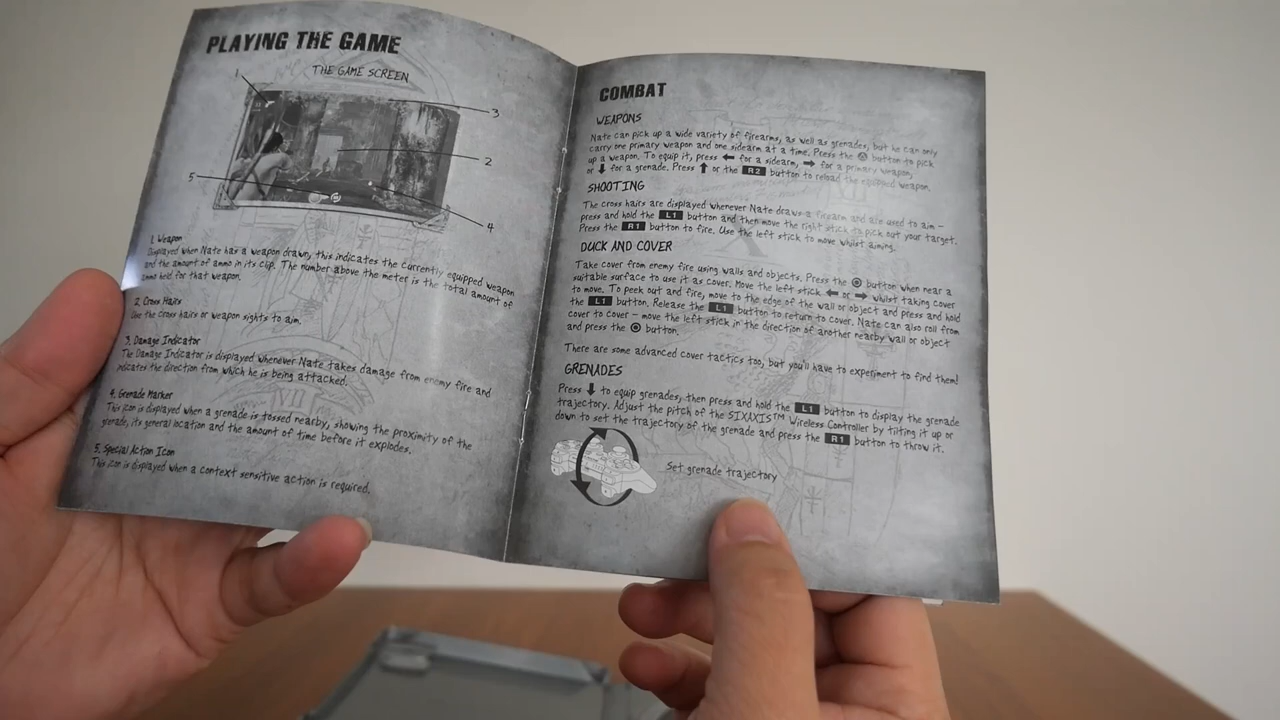 PLAYING THE GAME
THE GAME SCREEN
1
3
2
5
4
1. Weapon
Displayed when Nate has a weapon drawn, this indicates the currently equipped weapon
and the amount of ammo in its clip. The number above the meter is the total amount of
ammo held for that weapon.
2. Cross Hairs
Use the cross hairs or weapon sights to aim.
3. Damage Indicator
The Damage Indicator is displayed whenever Nate takes damage from enemy fire and
indicates the direction from which he is being attacked.
4. Grenade Marker
This icon is displayed when a grenade is tossed nearby, showing the proximity of the
grenade, its general location and the amount of time before it explodes.
5. Special Action Icon
This icon is displayed when a context sensitive action is required.
COMBAT
WEAPONS
Nate can pick up a wide variety of firearms, as well as grenades, but he can only
carry one primary weapon and one sidearm at a time. Press the button to pick
up a weapon. To equip it, press ← for a sidearm, → for a primary weapon,
or ↓ for a grenade. Press ↑ or the R2 button to reload the equipped weapon.
SHOOTING
The cross hairs are displayed whenever Nate draws a firearm and are used to aim –
press and hold the L1 button and then move the right stick to pick out your target.
Press the R1 button to fire. Use the left stick to move whilst aiming.
DUCK AND COVER
Take cover from enemy fire using walls and objects. Press the button when near a
suitable surface to use it as cover. Move the left stick ← or → whilst taking cover
to move. To peek out and fire, move to the edge of the wall or object and press and hold
the L1 button. Release the L1 button to return to cover. Nate can also roll from
cover to cover – move the left stick in the direction of another nearby wall or object
and press the button.
There are some advanced cover tactics too, but you'll have to experiment to find them!
GRENADES
Press ↓ to equip grenades, then press and hold the L1 button to display the grenade
trajectory. Adjust the pitch of the SIXAXIS™ Wireless Controller by tilting it up or
down to set the trajectory of the grenade and press the R1 button to throw it.
Set grenade trajectory